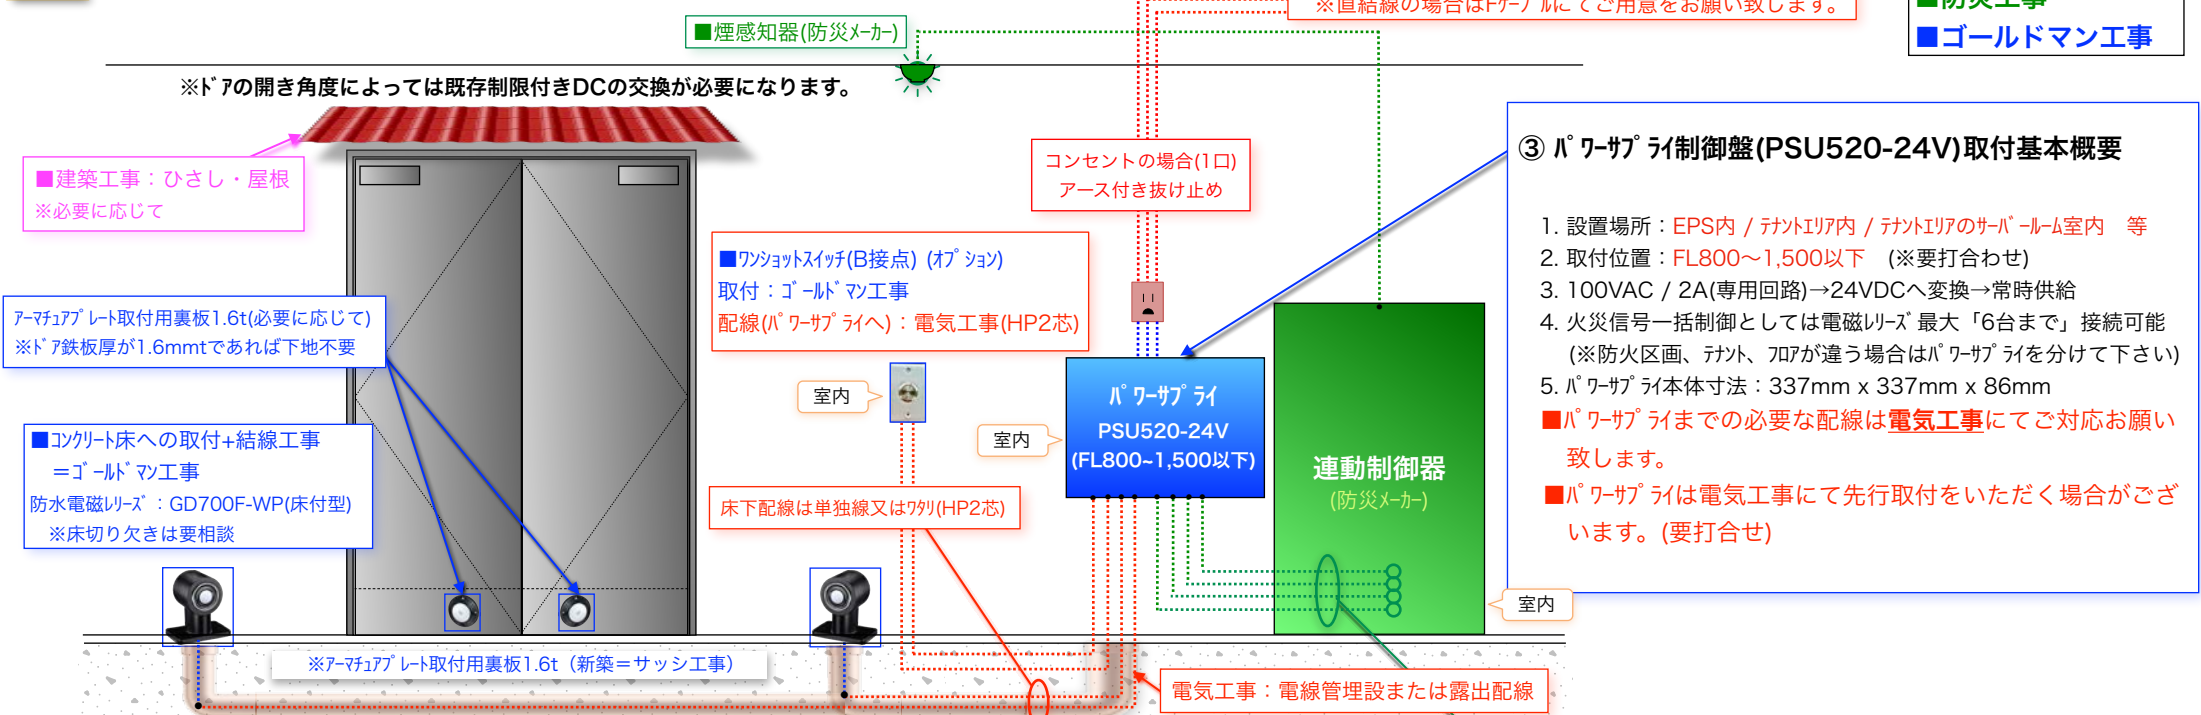 ※直結線の場合はFケーブルにてご用意をお願い致します。
■防災工事
■ゴールドマン工事
■煙感知器(防災ﾒｰｶｰ)
※ﾄﾞｱの開き角度によっては既存制限付きDCの交換が必要になります。
■建築工事：ひさし・屋根
※必要に応じて
コンセントの場合(1口)
アース付き抜け止め
③ ﾊﾟﾜｰｻﾌﾟﾗｲ制御盤(PSU520-24V)取付基本概要
1. 設置場所：EPS内 / ﾃﾅﾝﾄｴﾘｱ内 / ﾃﾅﾝﾄｴﾘｱのｻｰﾊﾞｰﾙｰﾑ室内　等
2. 取付位置：FL800～1,500以下　(※要打合わせ)
3. 100VAC / 2A(専用回路)→24VDCへ変換→常時供給
4. 火災信号一括制御としては電磁ﾚﾘｰｽﾞ最大「6台まで」接続可能
(※防火区画、ﾃﾅﾝﾄ、ﾌﾛｱが違う場合はﾊﾟﾜｰｻﾌﾟﾗｲを分けて下さい)
5. ﾊﾟﾜｰｻﾌﾟﾗｲ本体寸法：337mm x 337mm x 86mm
■ﾊﾟﾜｰｻﾌﾟﾗｲまでの必要な配線は電気工事にてご対応お願い
致します。
■ﾊﾟﾜｰｻﾌﾟﾗｲは電気工事にて先行取付をいただく場合がござ
います。(要打合せ)
■ﾜﾝｼｮｯﾄｽｲｯﾁ(B接点) (ｵﾌﾟｼｮﾝ)
取付：ｺﾞｰﾙﾄﾞﾏﾝ工事
配線(ﾊﾟﾜｰｻﾌﾟﾗｲへ)：電気工事(HP2芯)
ｱｰﾏﾁｭｱﾌﾟﾚｰﾄ取付用裏板1.6t(必要に応じて)
※ﾄﾞｱ鉄板厚が1.6mmtであれば下地不要
■ｺﾝｸﾘｰﾄ床への取付+結線工事
＝ｺﾞｰﾙﾄﾞﾏﾝ工事
防水電磁ﾚﾘｰｽﾞ：GD700F-WP(床付型)
※床切り欠きは要相談
室内
室内
ﾊﾟﾜｰｻﾌﾟﾗｲ
PSU520-24V
(FL800~1,500以下)
連動制御器
(防災ﾒｰｶｰ)
室内
床下配線は単独線又はﾜﾀﾘ(HP2芯)
※ｱｰﾏﾁｭｱﾌﾟﾚｰﾄ取付用裏板1.6t（新築＝サッシ工事）
電気工事：電線管埋設または露出配線